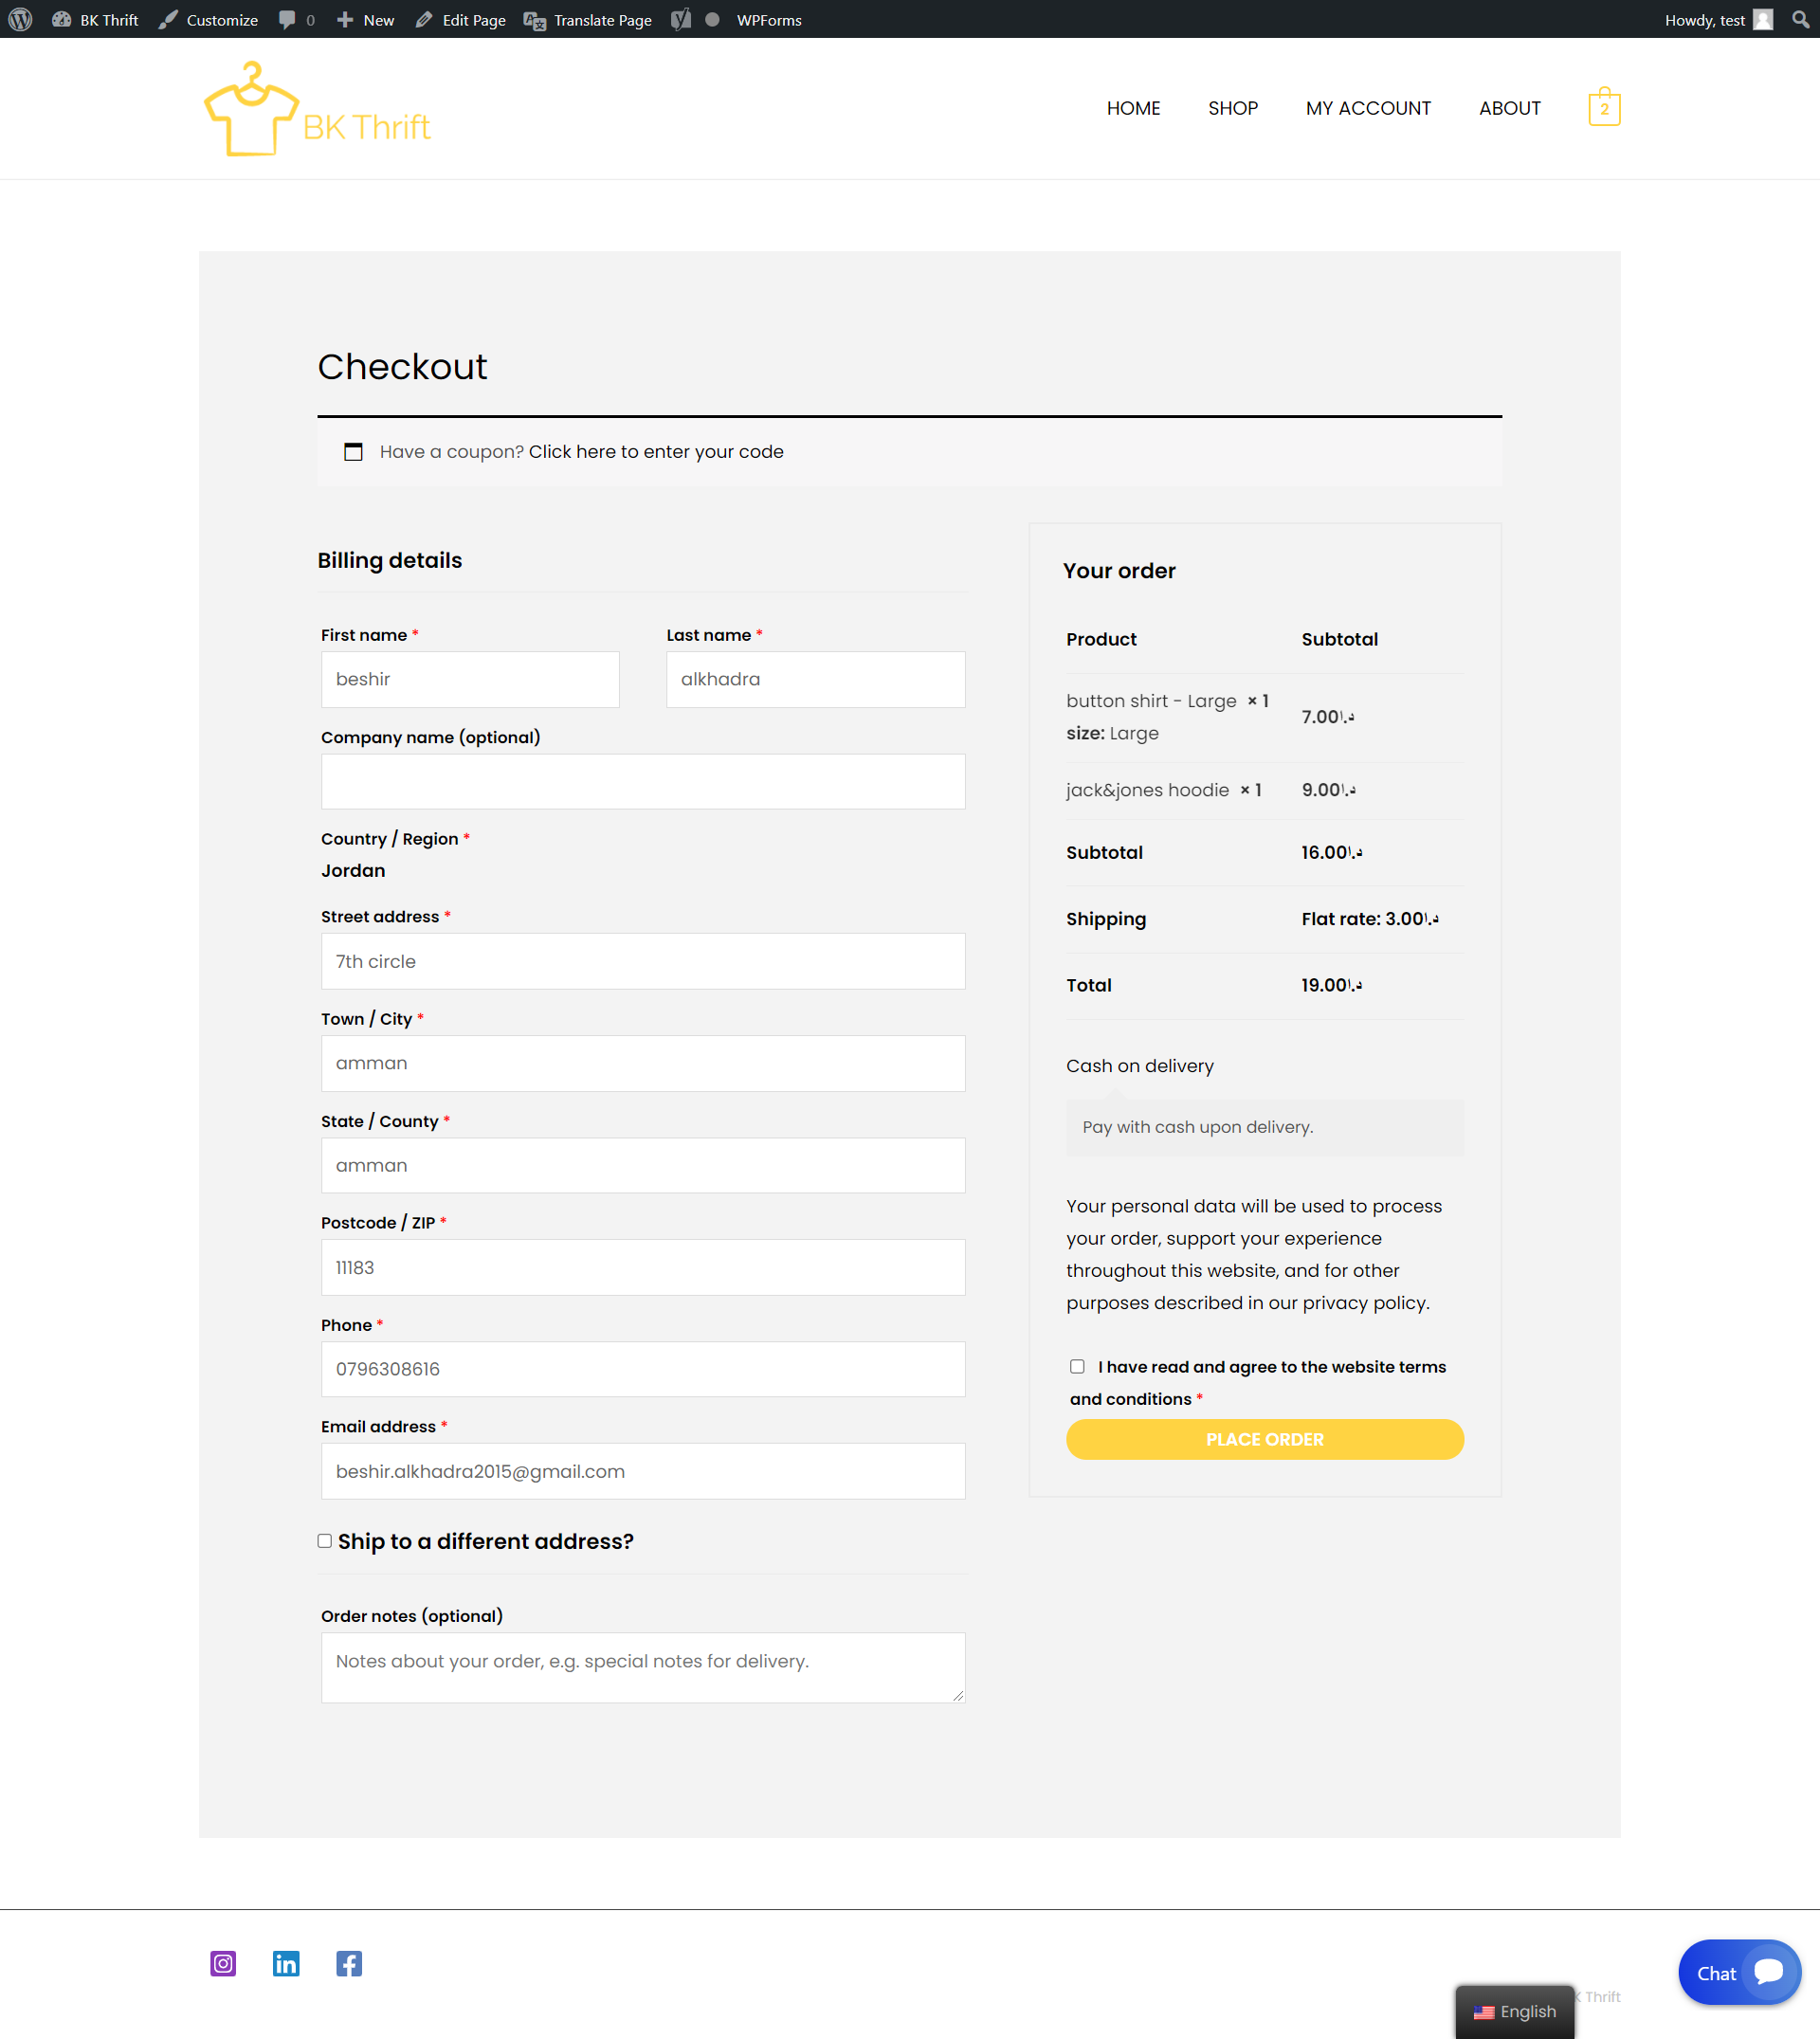 BK Thrift Customize 0 New Edit Page Translate Page WPForms Howdy, test
BK Thrift
HOME SHOP MY ACCOUNT ABOUT 2
Checkout
Have a coupon? Click here to enter your code
Billing details
First name * Last name *
beshir alkhadra
Company name (optional)
Country / Region *
Jordan
Street address *
7th circle
Town / City *
amman
State / County *
amman
Postcode / ZIP *
11183
Phone *
0796308616
Email address *
beshir.alkhadra2015@gmail.com
Ship to a different address?
Order notes (optional)
Notes about your order, e.g. special notes for delivery.
Your order
Product Subtotal
button shirt - Large × 1 7.00د.ا
size: Large
jack&jones hoodie × 1 9.00د.ا
Subtotal 16.00د.ا
Shipping Flat rate: 3.00د.ا
Total 19.00د.ا
Cash on delivery
Pay with cash upon delivery.
Your personal data will be used to process
your order, support your experience
throughout this website, and for other
purposes described in our privacy policy.
I have read and agree to the website terms
and conditions *
PLACE ORDER
Chat
Thrift
English